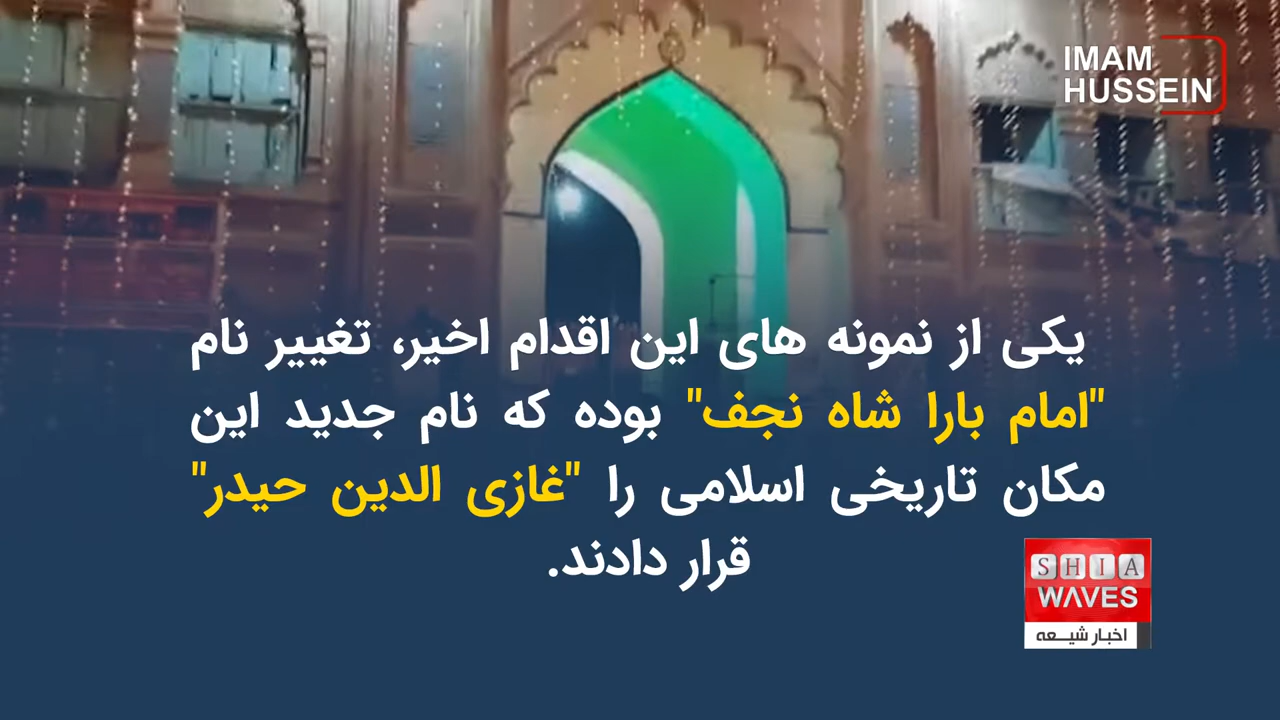 IMAM
HUSSEIN
یکی از نمونه های این اقدام اخیر، تغییر نام
"امام بارا شاه نجف" بوده که نام جدید این
مکان تاریخی اسلامی را "غازی الدین حیدر"
قرار دادند.
SHIA
WAVES
اخبار شیـعه